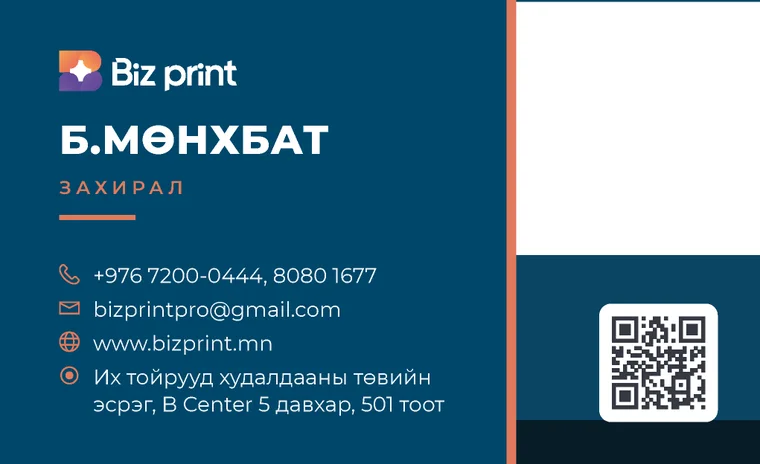 Biz print
Б.МӨНХБАТ
ЗАХИРАЛ
+976 7200-0444, 8080 1677
bizprintpro@gmail.com
www.bizprint.mn
Их тойрууд худалдааны төвийн
эсрэг, B Center 5 давхар, 501 тоот